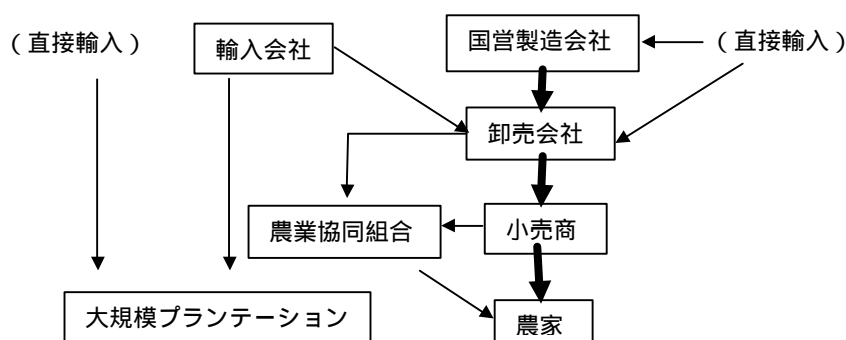 （直接輸入）
輸入会社
国営製造会社
（直接輸入）
卸売会社
農業協同組合
小売商
大規模プランテーション
農家